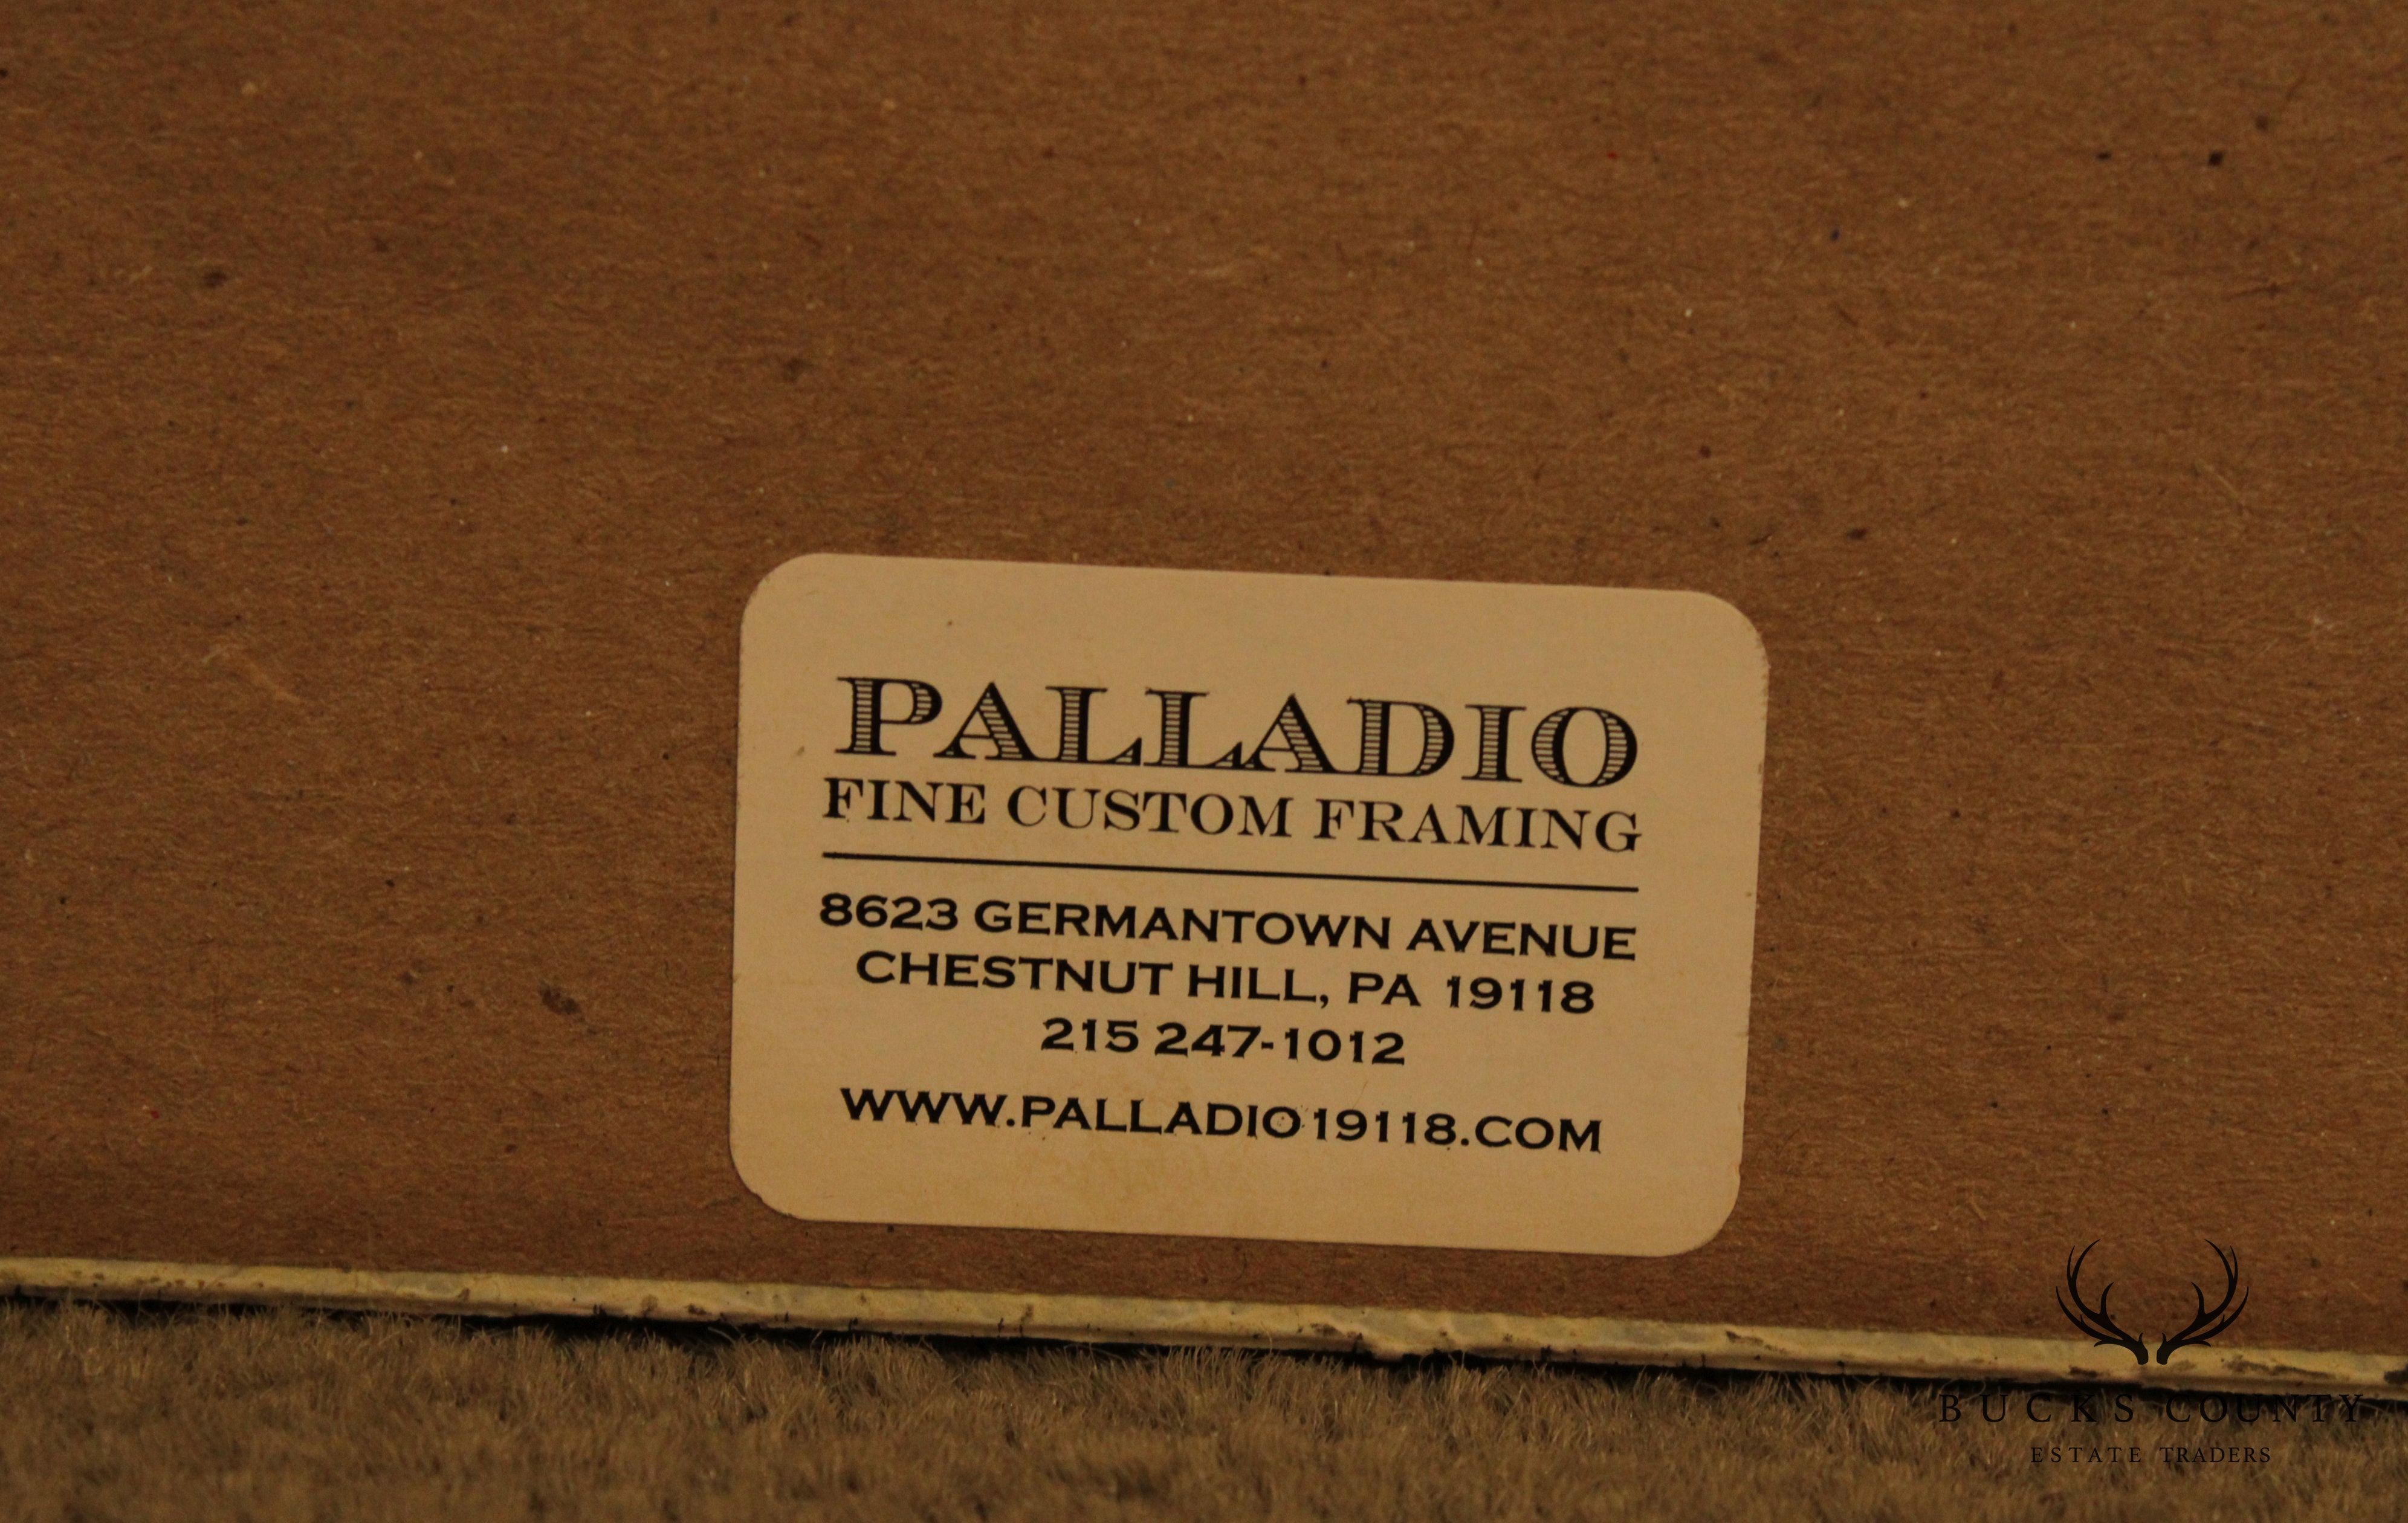 PALLADIO
FINE CUSTOM FRAMING
8623 GERMANTOWN AVENUE
CHESTNUT HILL, PA 19118
215 247-1012
WWW.PALLADIO19118.COM
BUCKS COUNTY
ESTATE TRADERS